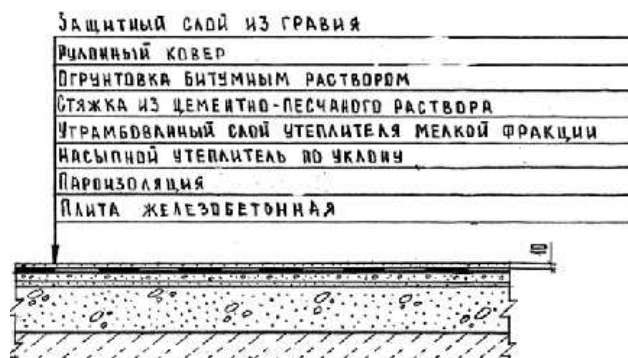 Защитный слой из гравия
Рулонный ковер
Огрунтовка битумным раствором
Стяжка из цементно-песчаного раствора
Утрамбованный слой утеплителя мелкой фракции
Насыпной утеплитель по уклону
Пароизоляция
Плита железобетонная
10